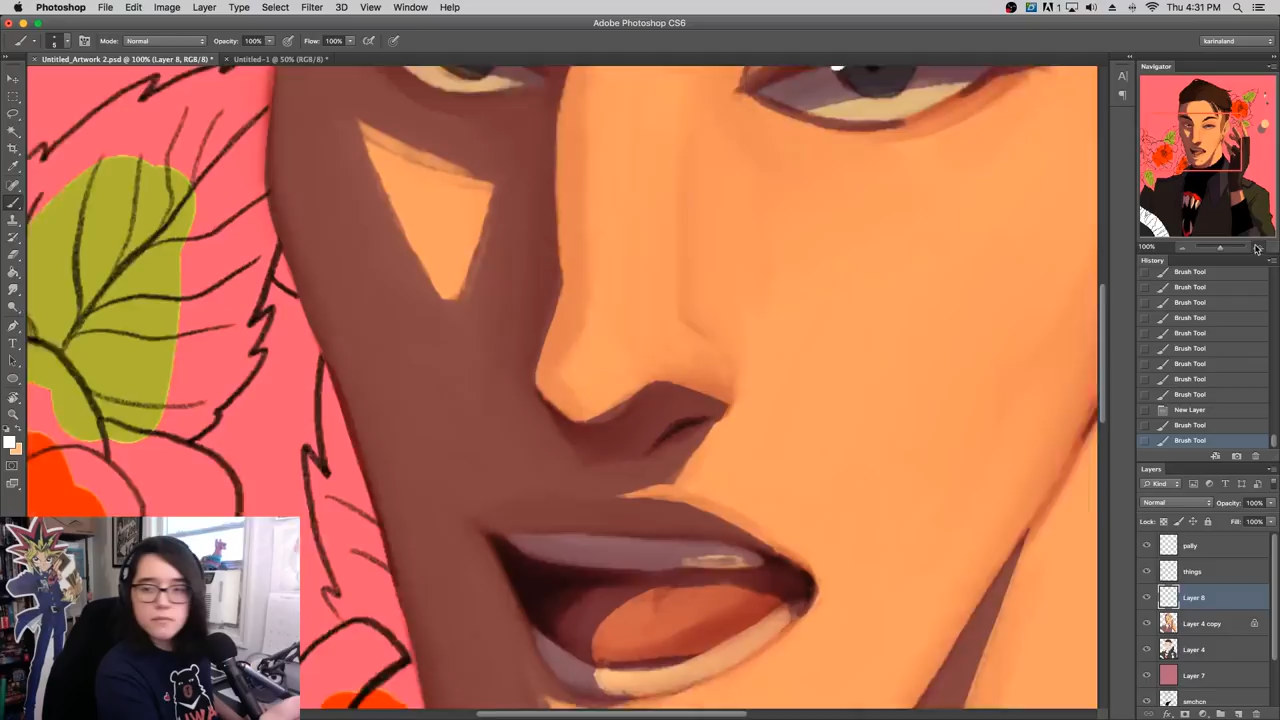 Photoshop File Edit Image Layer Type Select Filter 3D View Window Help
1
Thu 4:31 PM
Adobe Photoshop CS6
5
Mode: Normal
Opacity: 100%
Flow: 100%
karinaland
Untitled_Artwork 2.psd @ 100% (Layer 8, RGB/8) *
Untitled-1 @ 50% (RGB/8) *
Navigator
100%
History
Brush Tool
Brush Tool
Brush Tool
Brush Tool
Brush Tool
Brush Tool
Brush Tool
Brush Tool
Brush Tool
New Layer
Brush Tool
Brush Tool
Layers
Kind
Normal
Opacity: 100%
Lock:
Fill: 100%
pally
things
Layer 8
Layer 4 copy
Layer 4
Layer 7
smchcn